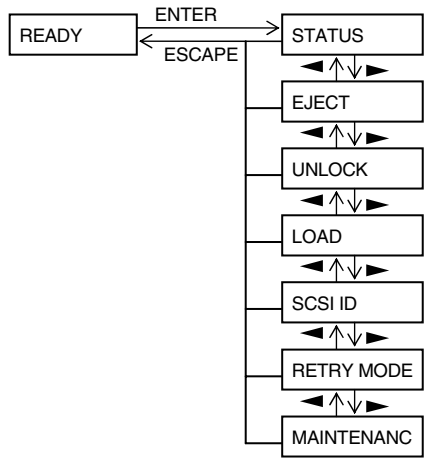 READY
ENTER
ESCAPE
STATUS
EJECT
UNLOCK
LOAD
SCSI ID
RETRY MODE
MAINTENANC